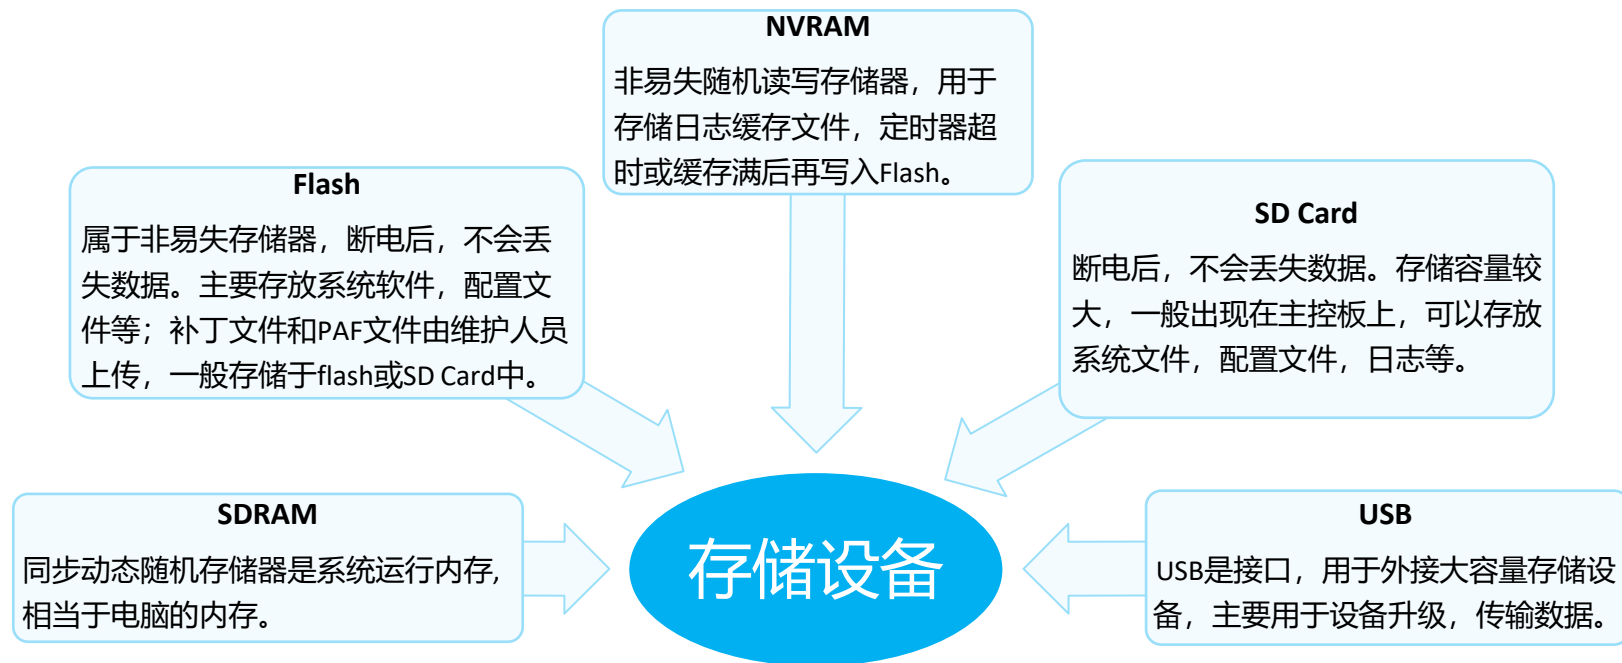 NVRAM
非易失随机读写存储器，用于
存储日志缓存文件，定时器超
时或缓存满后再写入Flash。
Flash
属于非易失存储器，断电后，不会丢
失数据。主要存放系统软件，配置文
件等；补丁文件和PAF文件由维护人员
上传，一般存储于flash或SD Card中。
SD Card
断电后，不会丢失数据。存储容量较
大，一般出现在主控板上，可以存放
系统文件，配置文件，日志等。
SDRAM
同步动态随机存储器是系统运行内存,
相当于电脑的内存。
存储设备
USB
USB是接口，用于外接大容量存储设
备，主要用于设备升级，传输数据。